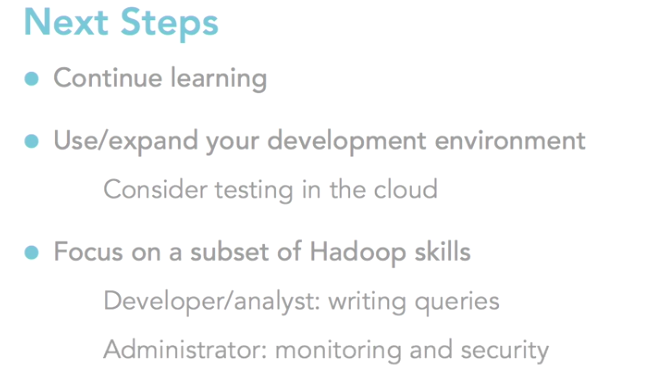 Next Steps
Continue learning
Use/expand your development environment
Consider testing in the cloud
Focus on a subset of Hadoop skills
Developer/analyst: writing queries
Administrator: monitoring and security